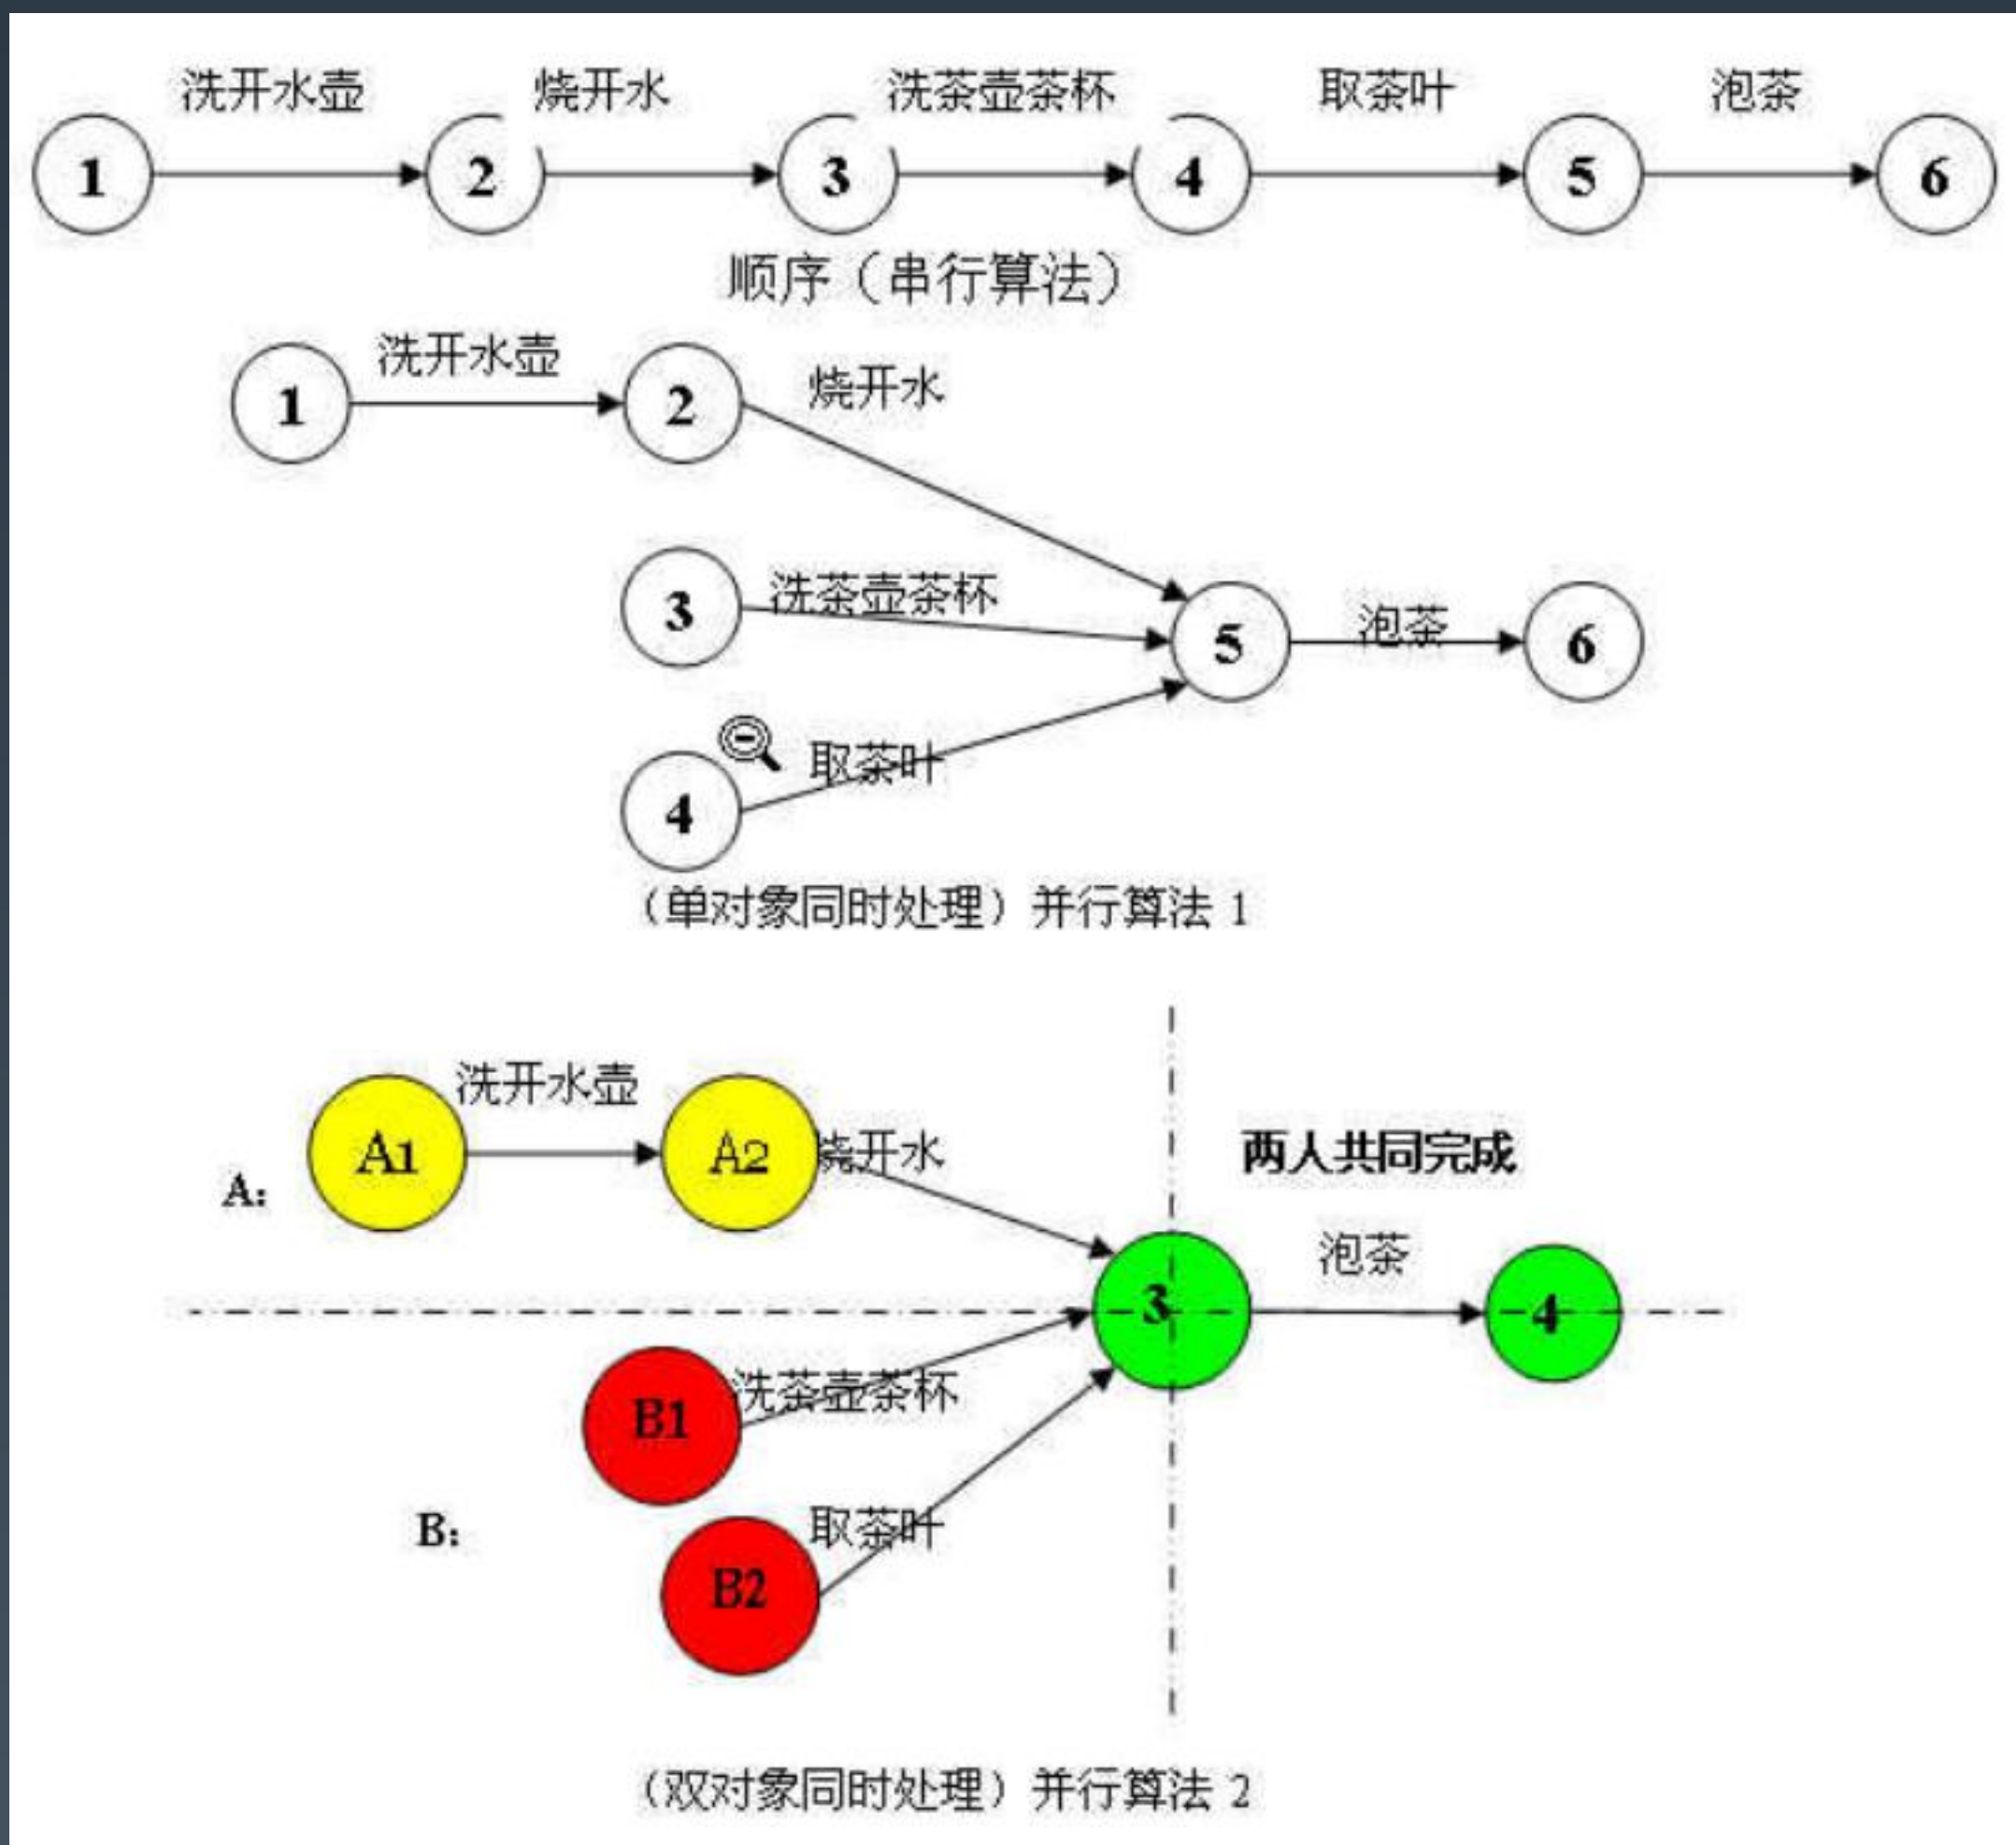 洗开水壶 烧开水 洗茶壶茶杯 取茶叶 泡茶
1 2 3 4 5 6
顺序（串行算法）
洗开水壶
烧开水
1 2
洗茶壶茶杯
3
泡茶
5 6
取茶叶
4
（单对象同时处理）并行算法 1
洗开水壶
A1 A2 烧开水 两人共同完成
A:
泡茶
3 4
洗茶壶茶杯
B1
B: 取茶叶
B2
（双对象同时处理）并行算法 2